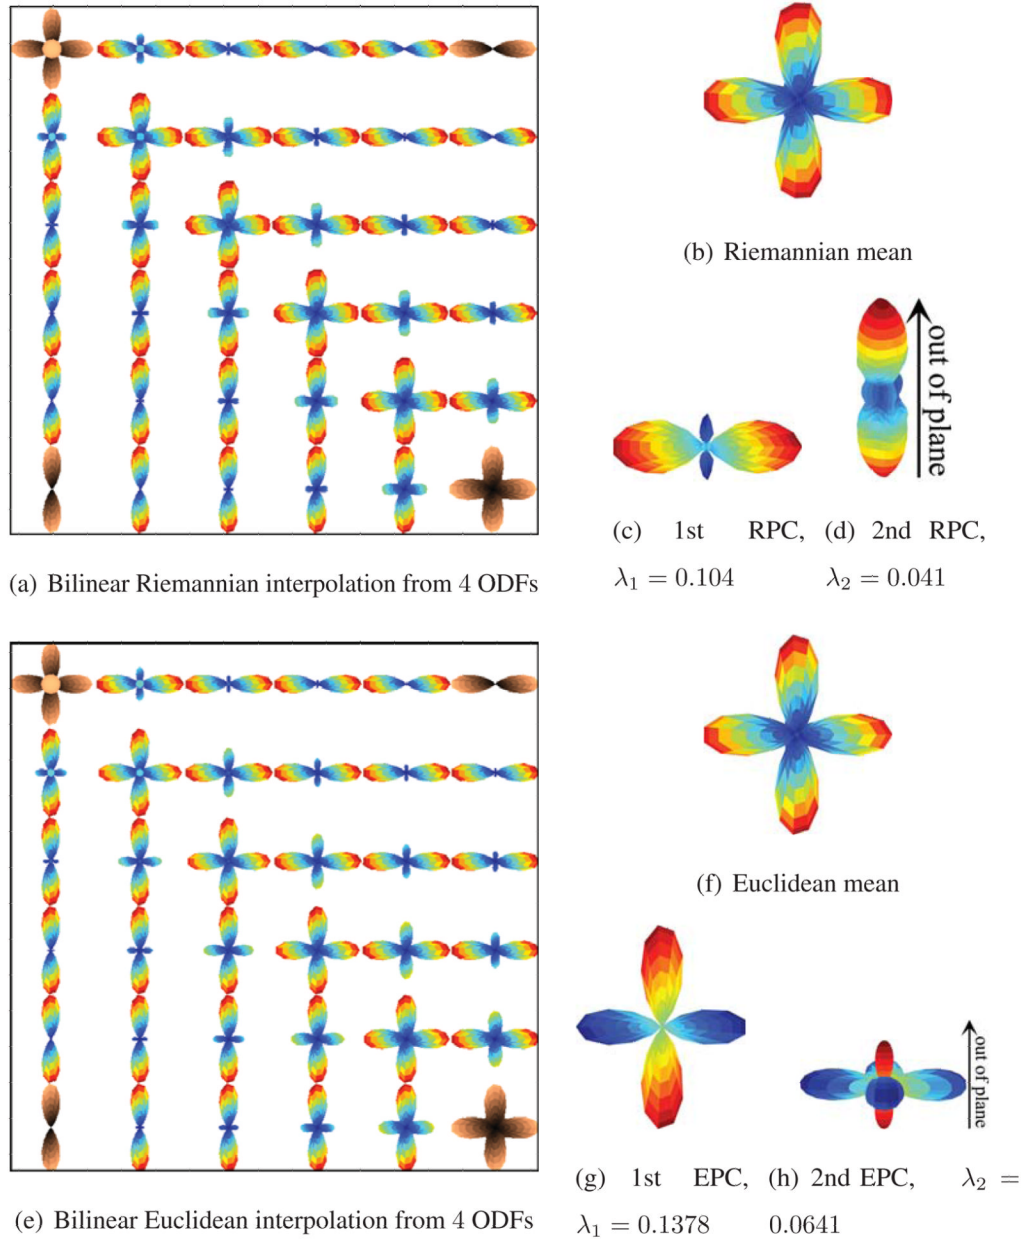 (b) Riemannian mean
out of plane
(c) 1st RPC,
λ₁ = 0.104
(d) 2nd RPC,
λ₂ = 0.041
(a) Bilinear Riemannian interpolation from 4 ODFs
(f) Euclidean mean
out of plane
(g) 1st EPC,
λ₁ = 0.1378
(h) 2nd EPC, λ₂ =
0.0641
(e) Bilinear Euclidean interpolation from 4 ODFs